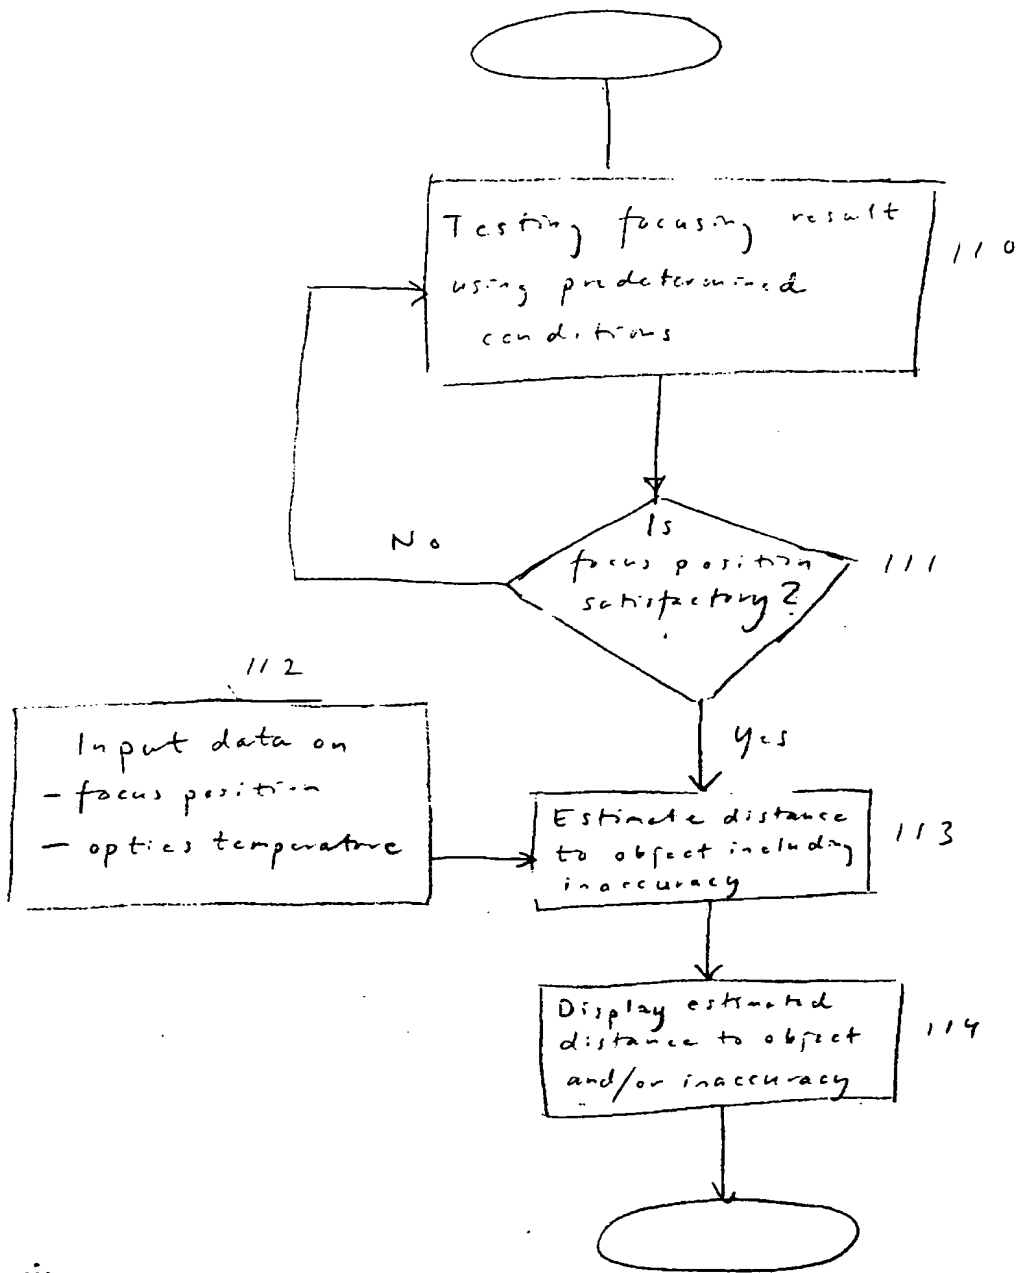 Testing focusing result
110
using predetermined
conditions
Is
No
focus position
111
satisfactory?
112
Yes
Input data on
- focus position
- optics temperature
Estimate distance
113
to object including
inaccuracy
Display estimated
distance to object
114
and/or inaccuracy